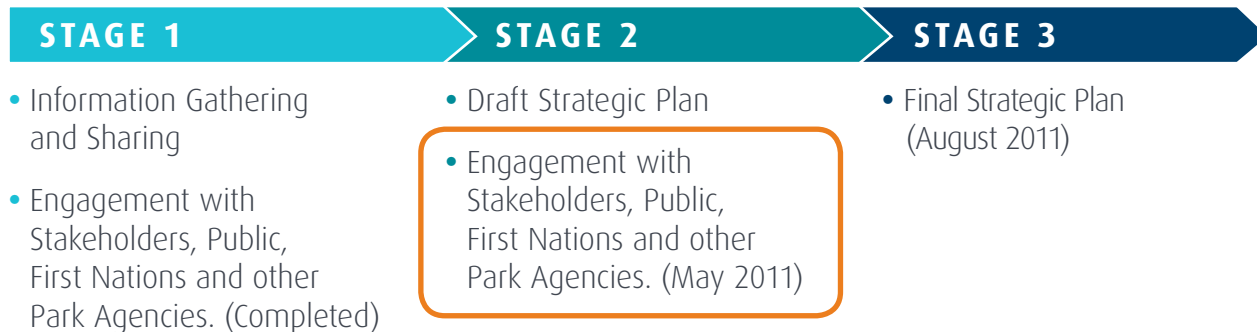 STAGE 1
• Information Gathering
and Sharing
• Engagement with
Stakeholders, Public,
First Nations and other
Park Agencies. (Completed)
STAGE 2
• Draft Strategic Plan
• Engagement with
Stakeholders, Public,
First Nations and other
Park Agencies. (May 2011)
STAGE 3
• Final Strategic Plan
(August 2011)